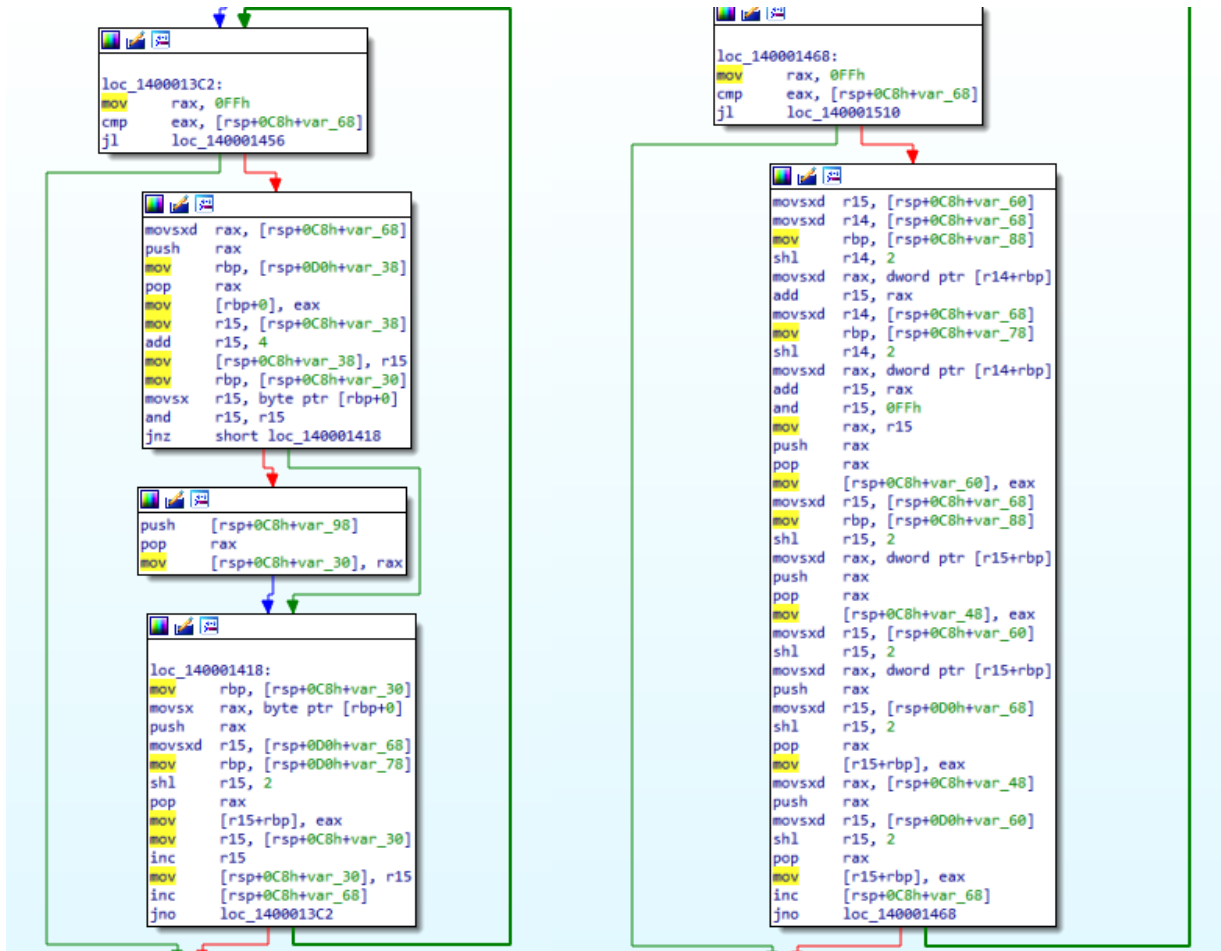 loc_1400013C2:
mov rax, 0FFh
cmp eax, [rsp+0C8h+var_68]
jl loc_140001456
movsxd rax, [rsp+0C8h+var_68]
push rax
mov rbp, [rsp+0D0h+var_38]
pop rax
mov [rbp+0], eax
mov r15, [rsp+0C8h+var_38]
add r15, 4
mov [rsp+0C8h+var_38], r15
mov rbp, [rsp+0C8h+var_30]
movsx r15, byte ptr [rbp+0]
and r15, r15
jnz short loc_140001418
push [rsp+0C8h+var_98]
pop rax
mov [rsp+0C8h+var_30], rax
loc_140001418:
mov rbp, [rsp+0C8h+var_30]
movsx rax, byte ptr [rbp+0]
push rax
movsxd r15, [rsp+0D0h+var_68]
mov rbp, [rsp+0D0h+var_78]
shl r15, 2
pop rax
mov [r15+rbp], eax
mov r15, [rsp+0C8h+var_30]
inc r15
mov [rsp+0C8h+var_30], r15
inc [rsp+0C8h+var_68]
jno loc_1400013C2
loc_140001468:
mov rax, 0FFh
cmp eax, [rsp+0C8h+var_68]
jl loc_140001510
movsxd r15, [rsp+0C8h+var_60]
movsxd r14, [rsp+0C8h+var_68]
mov rbp, [rsp+0C8h+var_88]
shl r14, 2
movsxd rax, dword ptr [r14+rbp]
add r15, rax
movsxd r14, [rsp+0C8h+var_68]
mov rbp, [rsp+0C8h+var_78]
shl r14, 2
movsxd rax, dword ptr [r14+rbp]
add r15, rax
and r15, 0FFh
mov rax, r15
push rax
pop rax
mov [rsp+0C8h+var_60], eax
movsxd r15, [rsp+0C8h+var_68]
mov rbp, [rsp+0C8h+var_88]
shl r15, 2
movsxd rax, dword ptr [r15+rbp]
push rax
pop rax
mov [rsp+0C8h+var_48], eax
movsxd r15, [rsp+0C8h+var_60]
shl r15, 2
movsxd rax, dword ptr [r15+rbp]
push rax
movsxd r15, [rsp+0D0h+var_68]
shl r15, 2
pop rax
mov [r15+rbp], eax
movsxd rax, [rsp+0C8h+var_48]
push rax
movsxd r15, [rsp+0D0h+var_60]
shl r15, 2
pop rax
mov [r15+rbp], eax
inc [rsp+0C8h+var_68]
jno loc_140001468